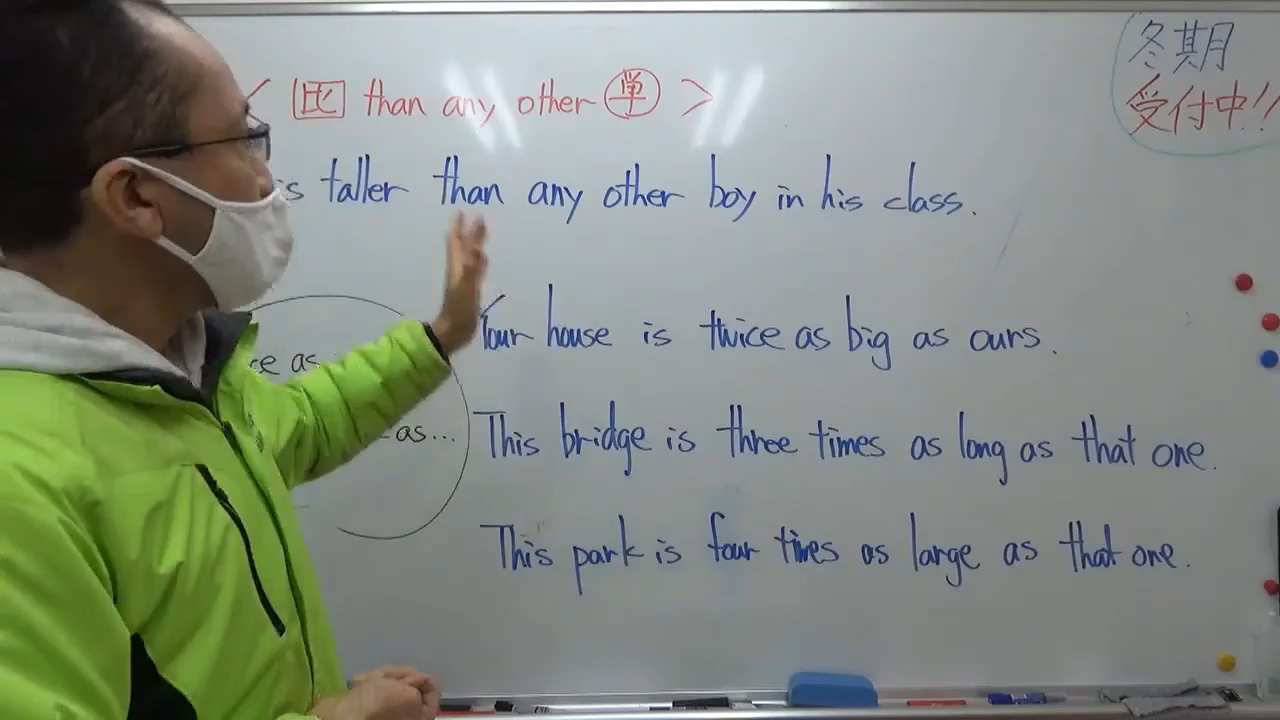 冬期
受付中!!
< 比 than any other 単 >
is taller than any other boy in his class.
Your house is twice as big as ours.
as
as...
This bridge is three times as long as that one.
This park is four times as large as that one.